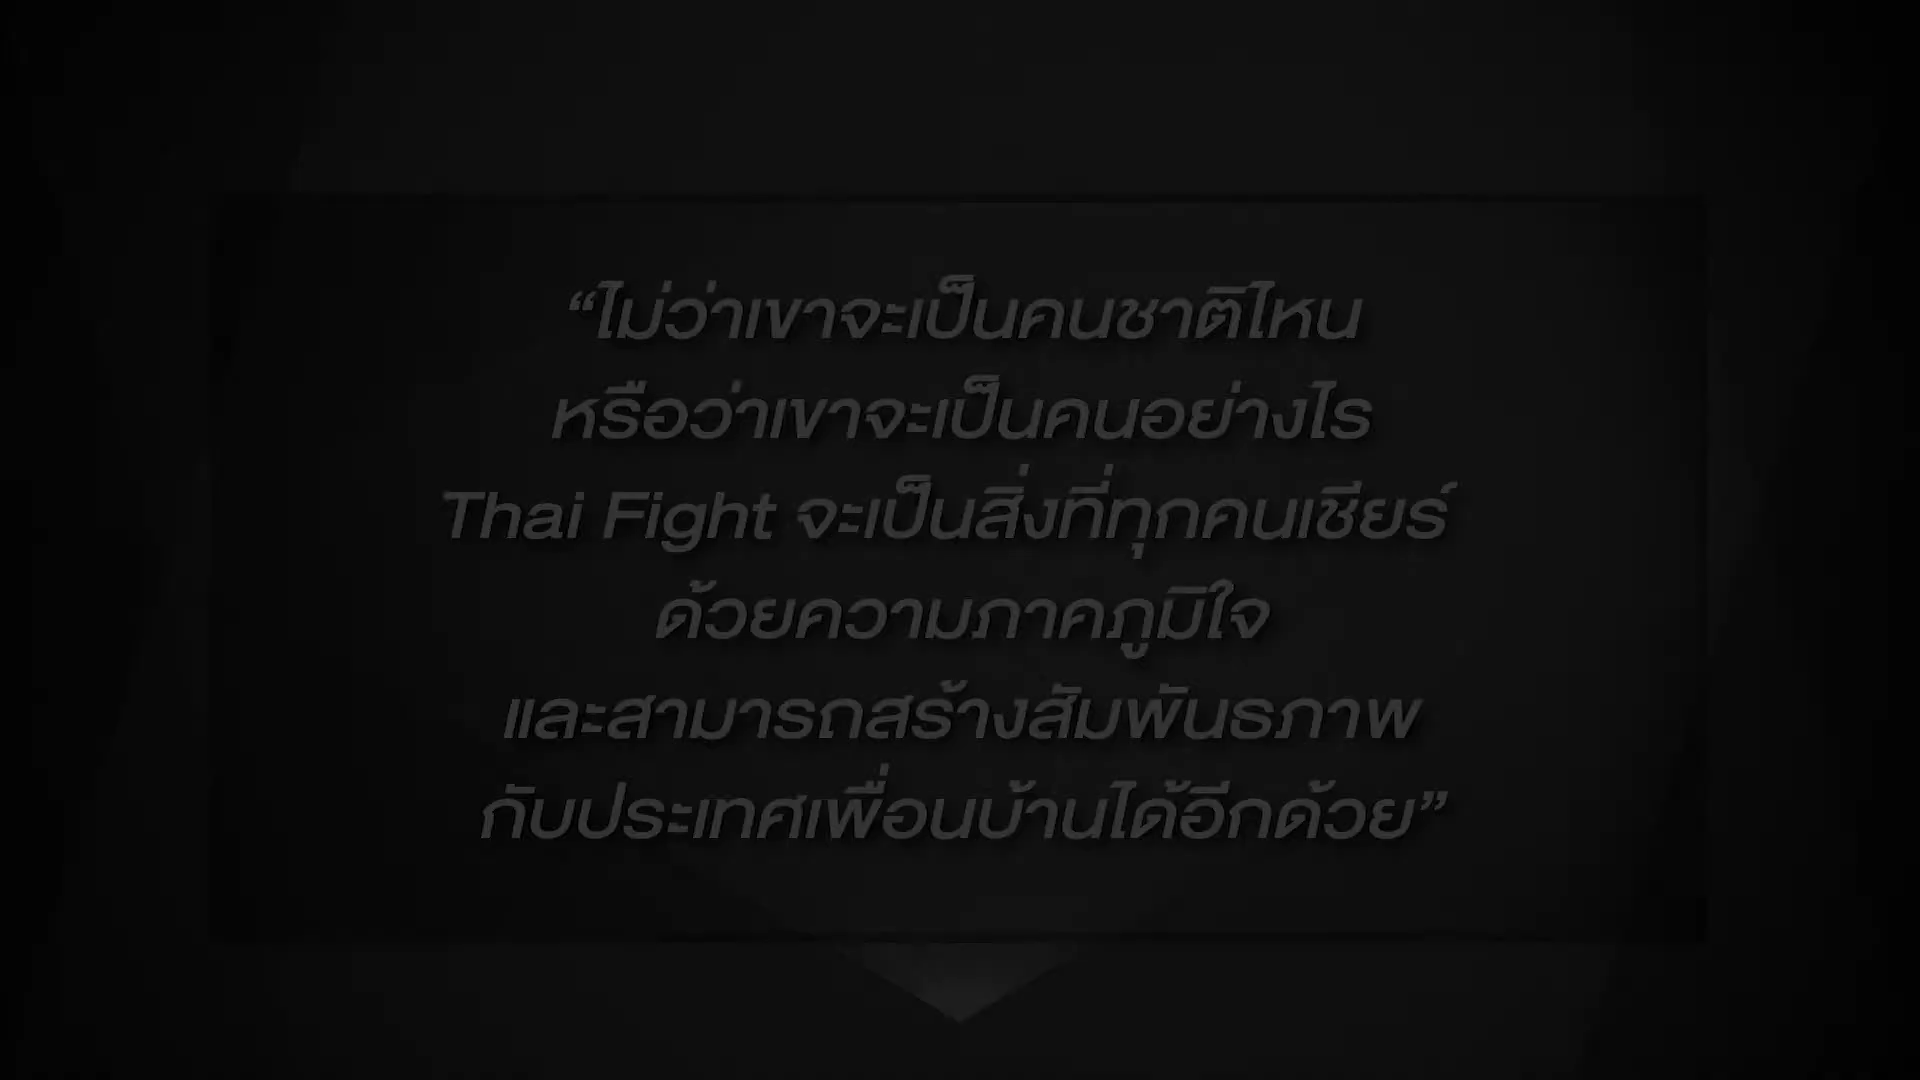 “ไม่ว่าเขาจะเป็นคนชาติไหน
หรือว่าเขาจะเป็นคนอย่างไร
Thai Fight จะเป็นสิ่งที่ทุกคนเชียร์
ด้วยความภาคภูมิใจ
และสามารถสร้างสัมพันธภาพ
กับประเทศเพื่อนบ้านได้อีกด้วย”